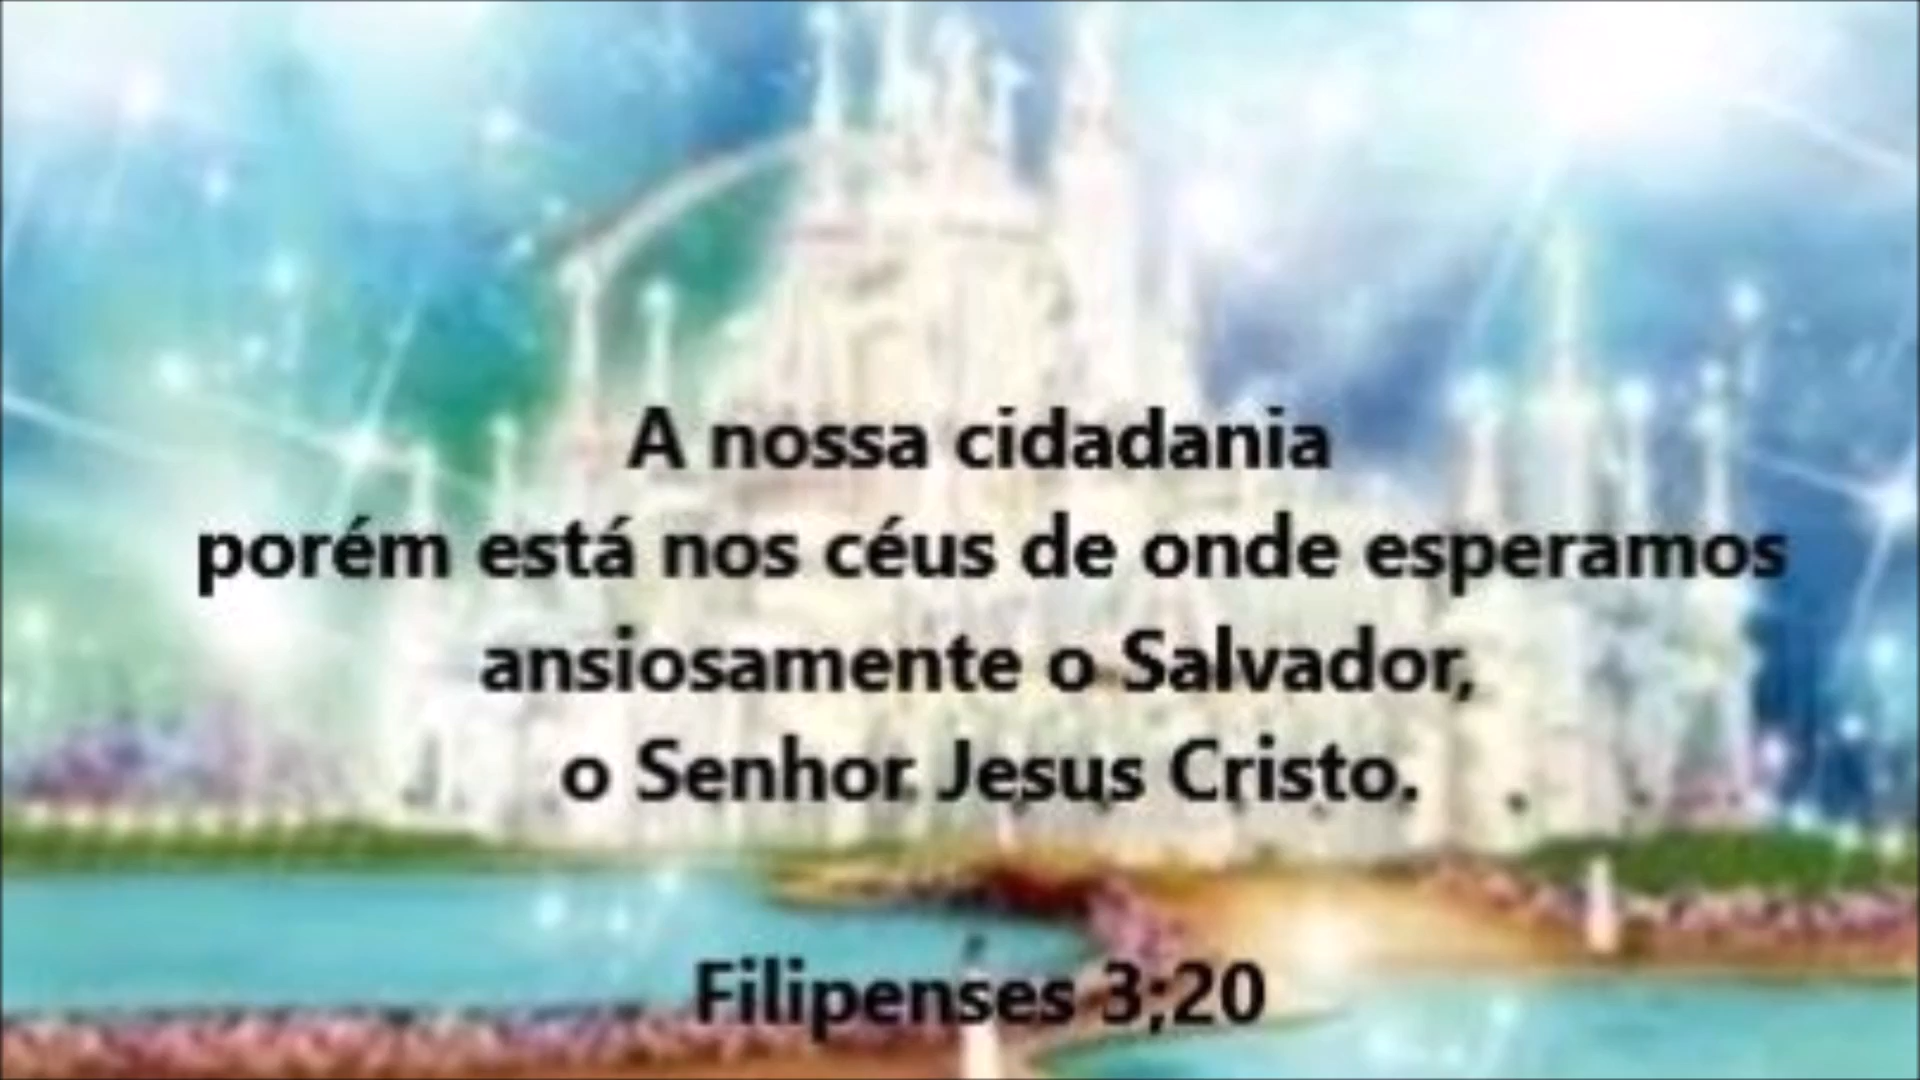 A nossa cidadania
porém está nos céus de onde esperamos
ansiosamente o Salvador,
o Senhor Jesus Cristo.
Filipenses 3;20